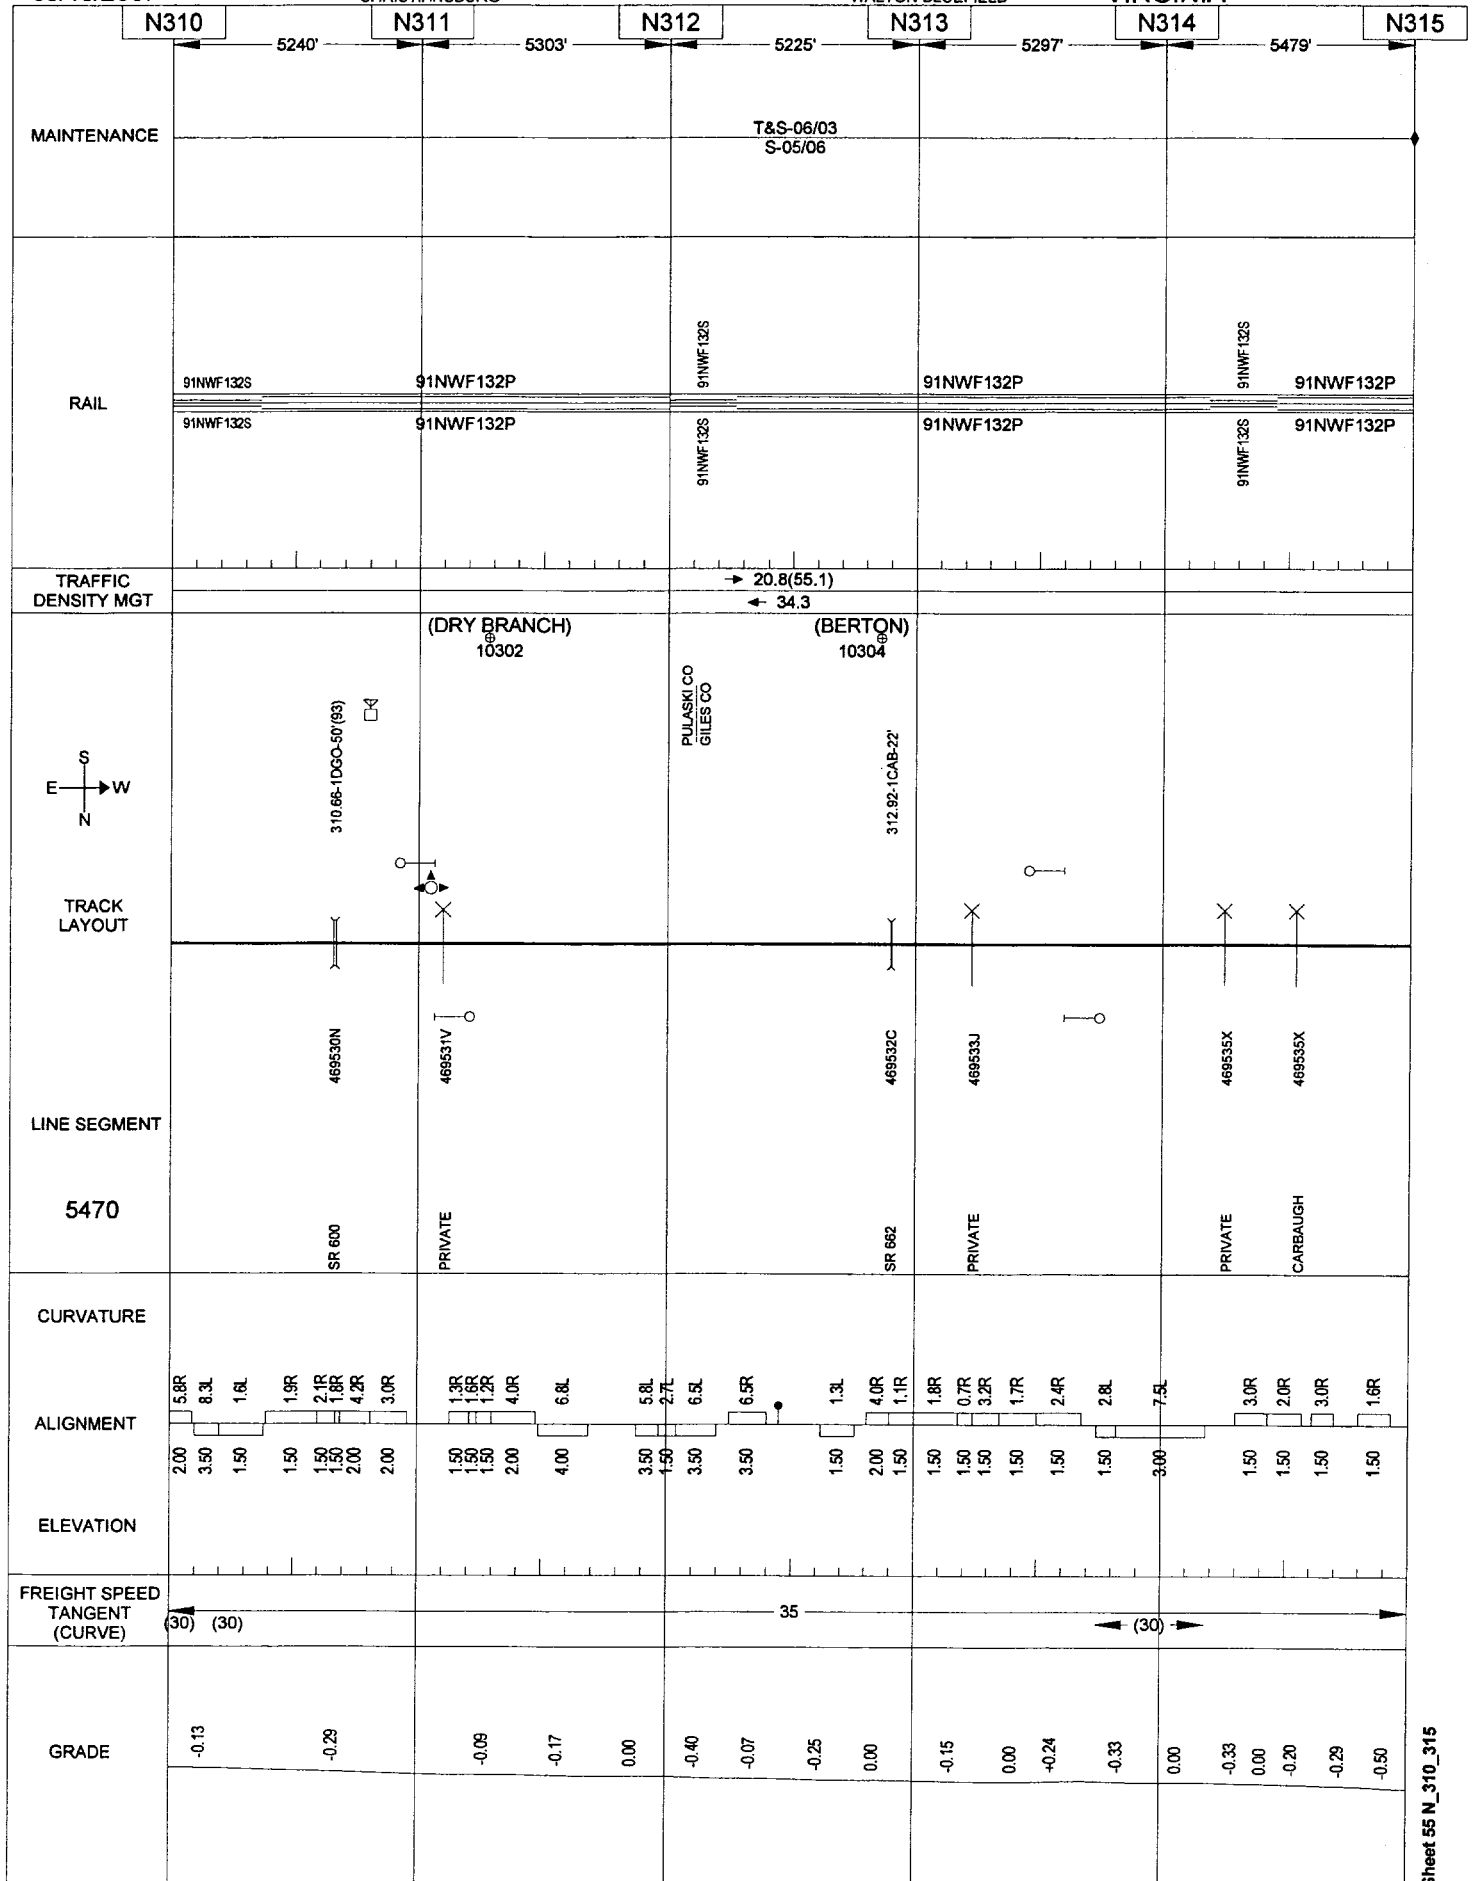 N310 N311 N312 N313 N314 N315
5240' 5303' 5225' 5297' 5479'
MAINTENANCE
T&S-06/03
S-05/06
RAIL
91NWF132S 91NWF132P 91NWF132S 91NWF132P 91NWF132S 91NWF132P
91NWF132S 91NWF132P 91NWF132S 91NWF132P 91NWF132S 91NWF132P
TRAFFIC
DENSITY MGT
20.8(55.1)
34.3
(DRY BRANCH) (BERTON)
10302 10304
PULASKI CO
GILES CO
310.66-1DGO-50'(93)
312.92-1CAB-22'
S
E W
N
TRACK
LAYOUT
469530N 469531V 469532C 469533J 469535X 469535X
LINE SEGMENT
5470
SR 600 PRIVATE SR 662 PRIVATE PRIVATE CARBAUGH
CURVATURE
5.8R 8.3L 1.6L 1.9R 2.1R 1.8R 4.2R 3.0R 1.3R 1.6R 1.2R 4.0R 6.8L 5.8L 2.7L 6.5L 6.5R 1.3L 4.0R 1.1R 1.8R 0.7R 3.2R 1.7R 2.4R 2.8L 7.5L 3.0R 2.0R 3.0R 1.6R
ALIGNMENT
2.00 3.50 1.50 1.50 1.50 1.50 2.00 2.00 1.50 1.50 1.50 2.00 4.00 3.50 1.50 3.50 3.50 1.50 2.00 1.50 1.50 1.50 1.50 1.50 1.50 1.50 3.00 1.50 1.50 1.50 1.50
ELEVATION
FREIGHT SPEED
TANGENT
(CURVE)
35
(30) (30) (30)
GRADE
-0.13 -0.29 -0.09 -0.17 0.00 -0.40 -0.07 -0.25 0.00 -0.15 0.00 +0.24 -0.33 0.00 -0.33 0.00 -0.20 -0.29 -0.50
Sheet 55 N_310_315